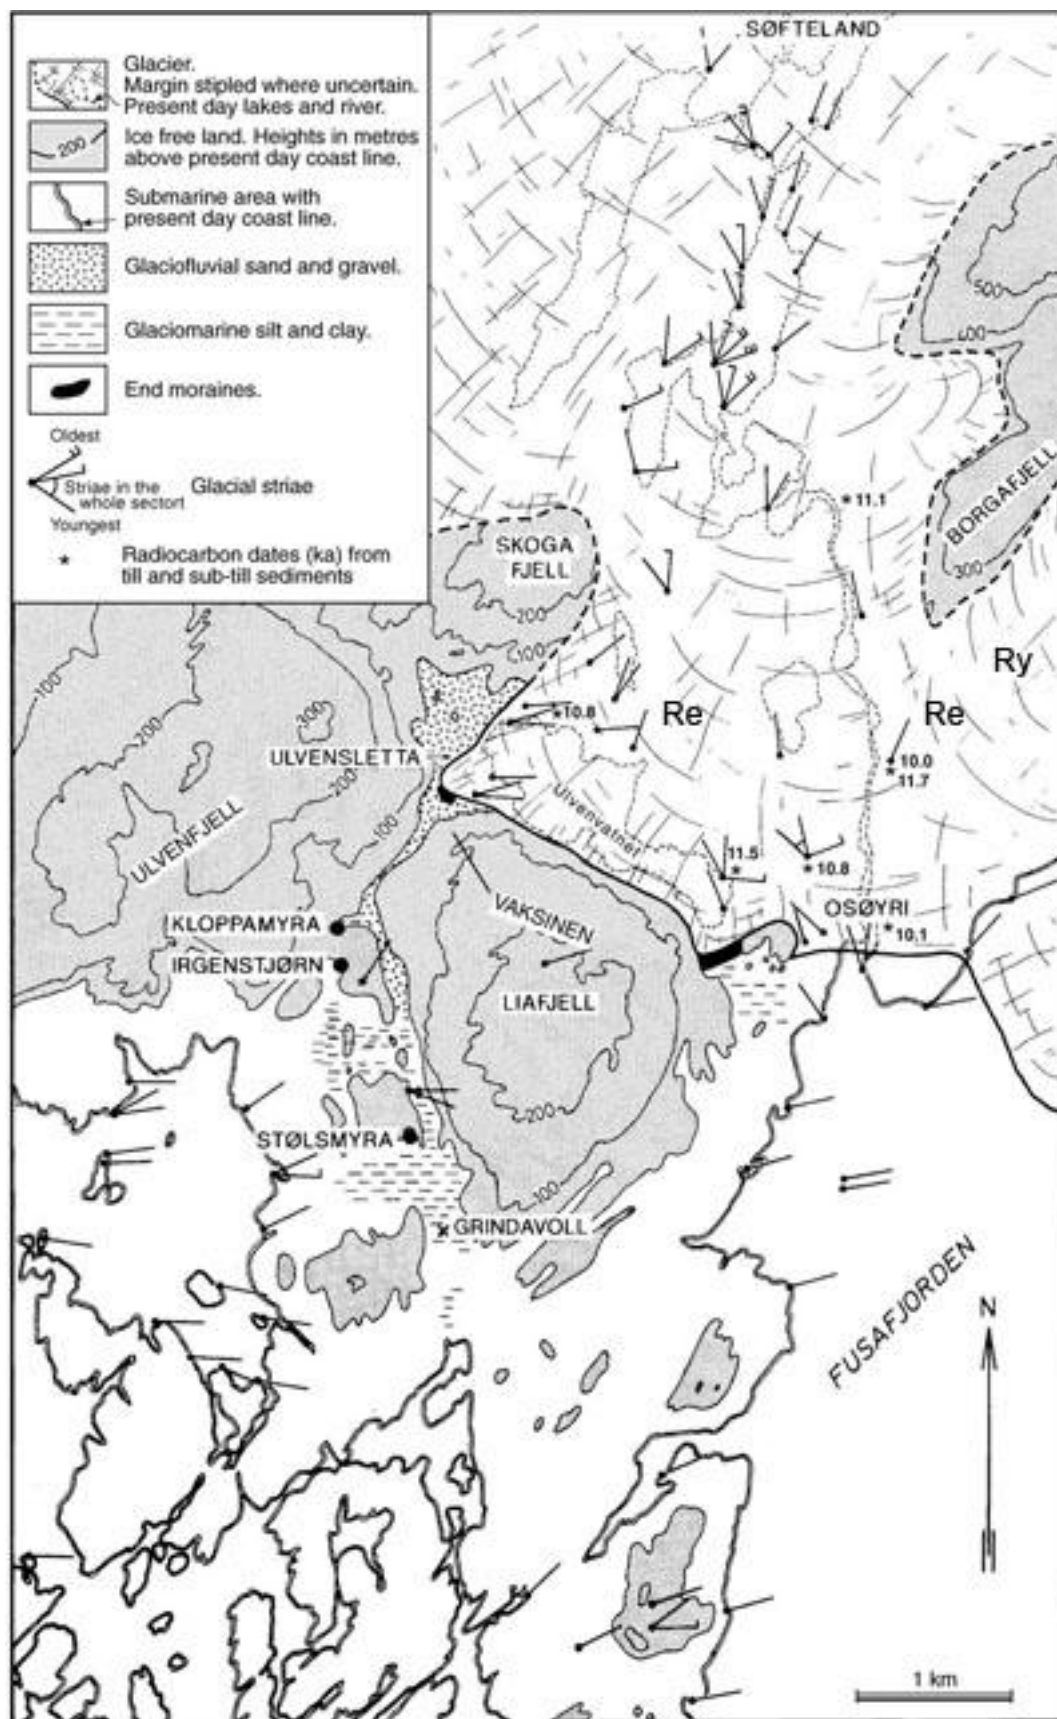 Glacier.
Margin stipled where uncertain.
Present day lakes and river.
200
Ice free land. Heights in metres
above present day coast line.
Submarine area with
present day coast line.
Glaciofluvial sand and gravel.
Glaciomarine silt and clay.
End moraines.
Oldest
Striae in the
whole sectort
Glacial striae
Youngest
* Radiocarbon dates (ka) from
till and sub-till sediments
SØFTELAND
500
400
BORGAFJELL
300
11.1
SKOGA
FJELL
200
100
100
200
300
200
100
Ry
Re
Re
10.8
10.0
11.7
ULVENSLETTA
ULVENFJELL
Ulvenvatnet
11.5
10.8
VAKSINEN
KLOPPAMYRA
OSØYRI
10.1
IRGENSTJØRN
LIAFJELL
200
STØLSMYRA
100
GRINDAVOLL
FUSAFJORDEN
N
1 km